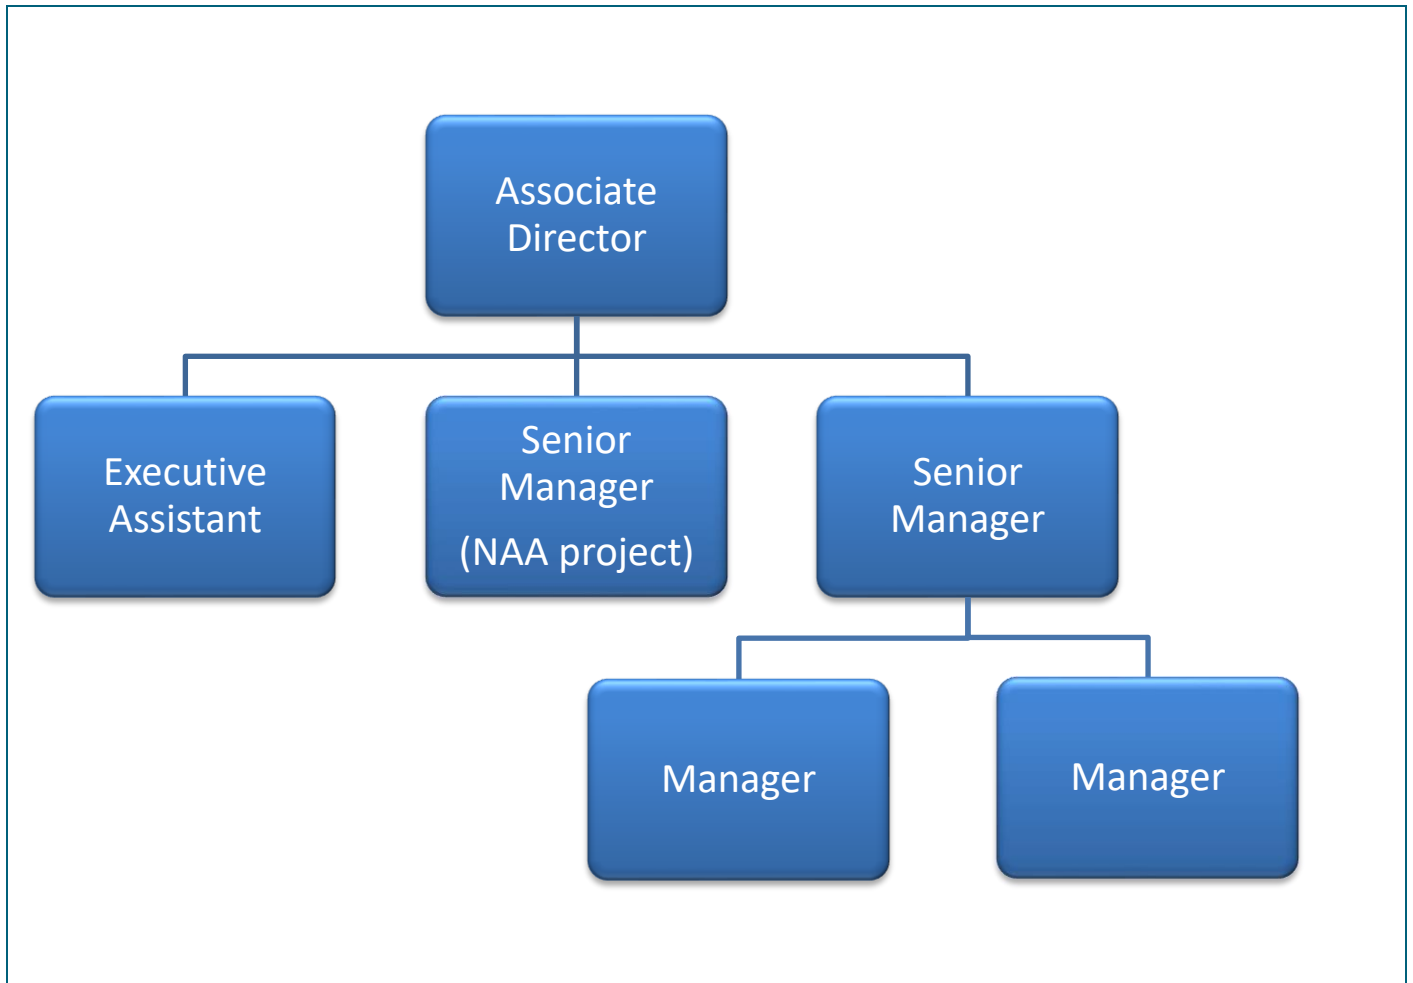 Associate
Director
Executive
Assistant
Senior
Manager
(NAA project)
Senior
Manager
Manager
Manager